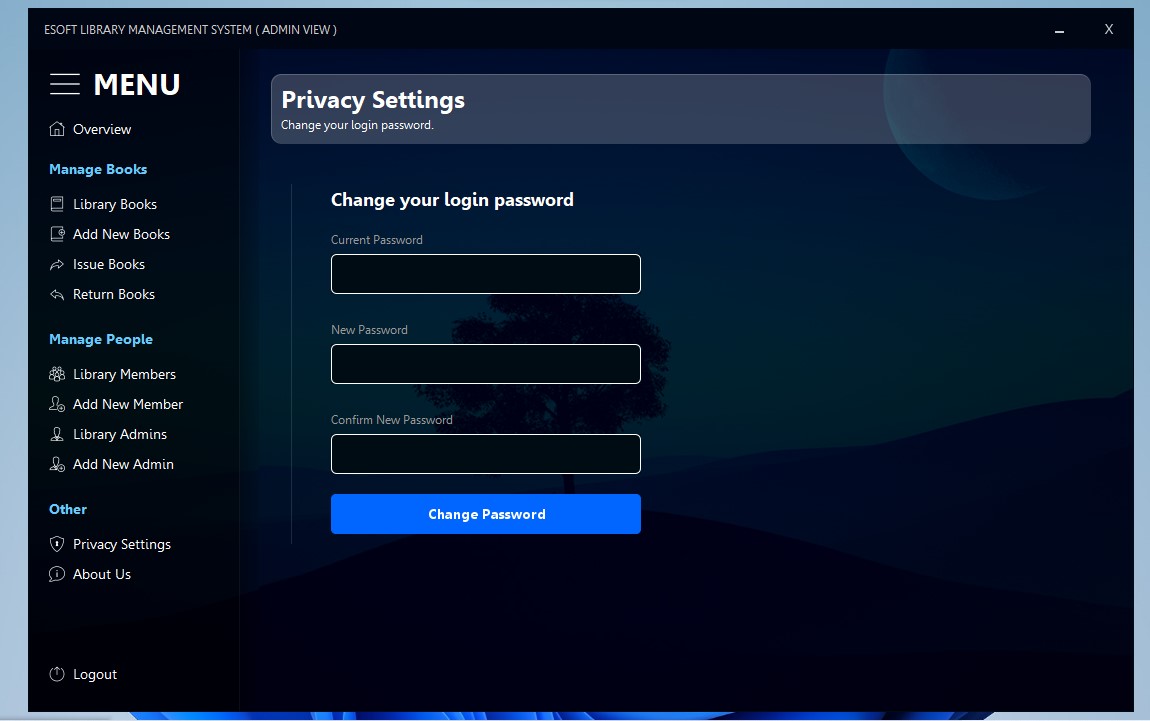 ESOFT LIBRARY MANAGEMENT SYSTEM ( ADMIN VIEW )
X
MENU
Overview
Manage Books
Library Books
Add New Books
Issue Books
Return Books
Manage People
Library Members
Add New Member
Library Admins
Add New Admin
Other
Privacy Settings
About Us
Logout
Privacy Settings
Change your login password.
Change your login password
Current Password
New Password
Confirm New Password
Change Password